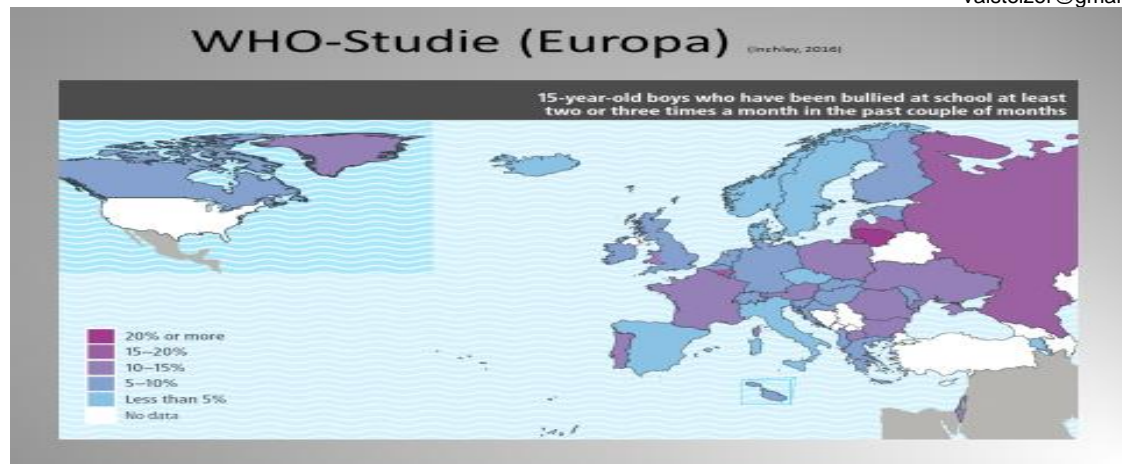 WHO-Studie (Europa) (Inchley, 2016)
15-year-old boys who have been bullied at school at least
two or three times a month in the past couple of months
20% or more
15–20%
10–15%
5–10%
Less than 5%
No data